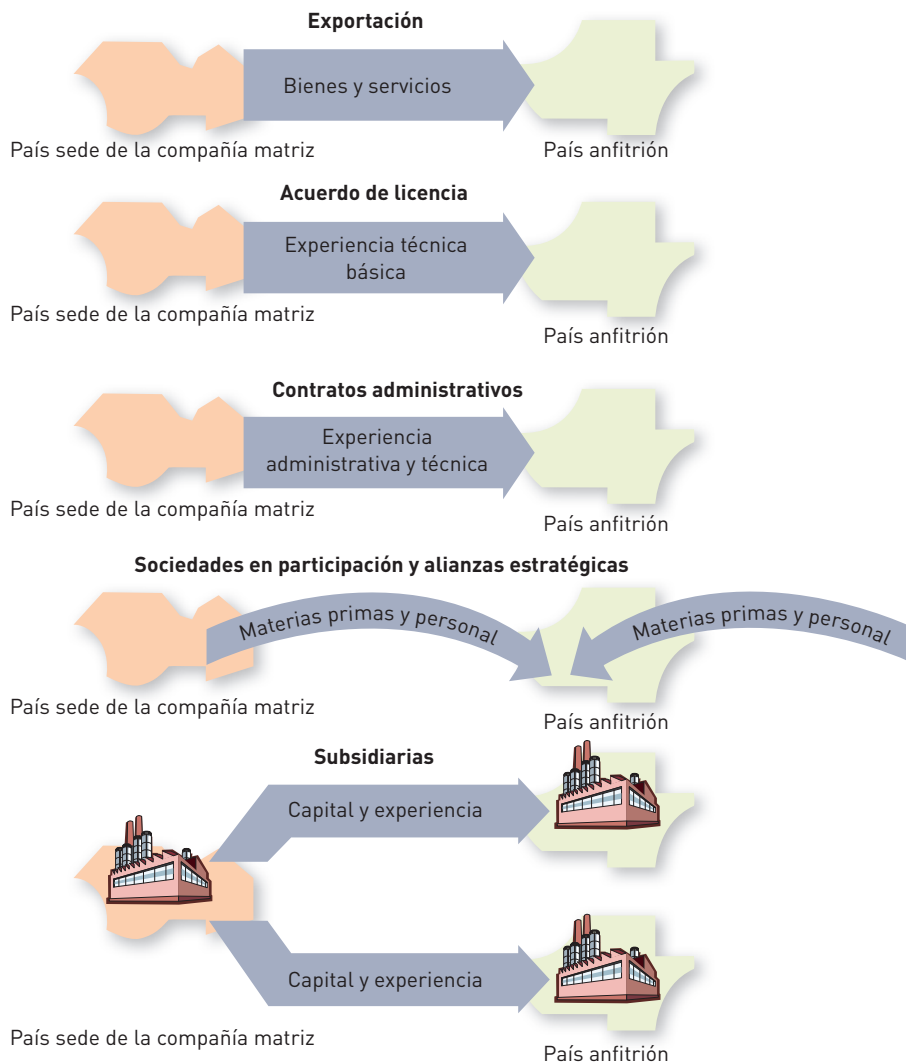 Exportación
Bienes y servicios
País sede de la compañía matriz
País anfitrión
Acuerdo de licencia
Experiencia técnica
básica
País sede de la compañía matriz
País anfitrión
Contratos administrativos
Experiencia
administrativa y técnica
País sede de la compañía matriz
País anfitrión
Sociedades en participación y alianzas estratégicas
Materias primas y personal
Materias primas y personal
País sede de la compañía matriz
País anfitrión
Subsidiarias
Capital y experiencia
Capital y experiencia
País sede de la compañía matriz
País anfitrión